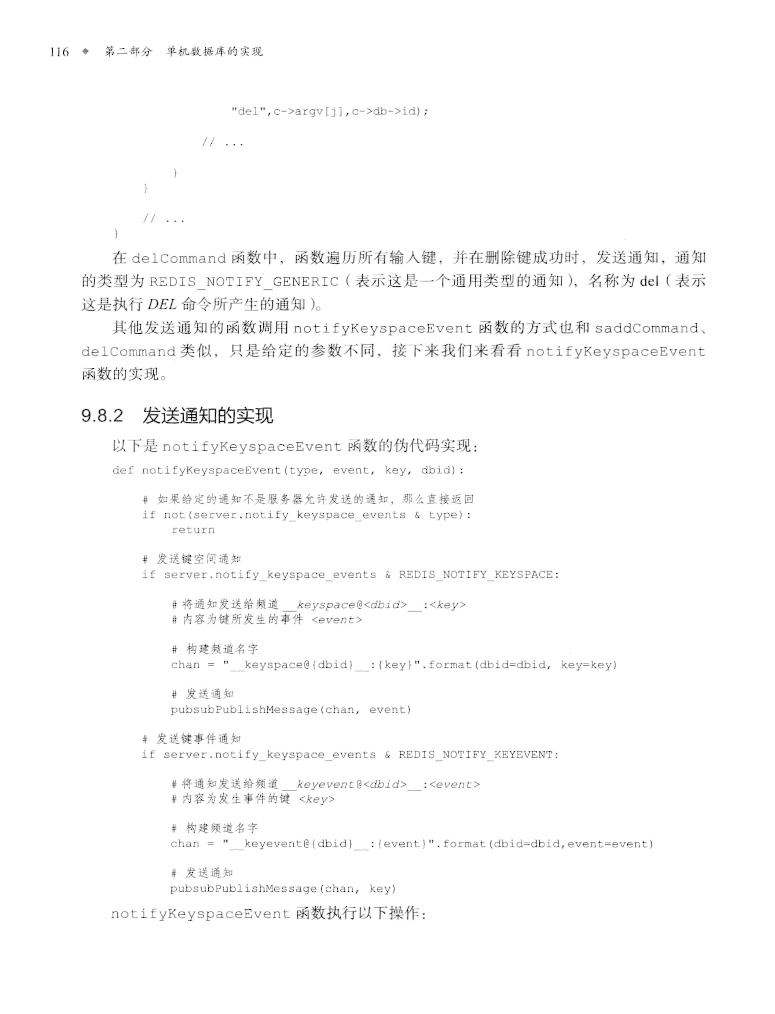 116 ◆ 第二部分 单机数据库的实现
"del",c->argv[j],c->db->id);
// ...
}
}
// ...
}
在 delCommand 函数中，函数遍历所有输入键，并在删除键成功时，发送通知，通知
的类型为 REDIS_NOTIFY_GENERIC（表示这是一个通用类型的通知），名称为 del（表示
这是执行 DEL 命令所产生的通知）。
其他发送通知的函数调用 notifyKeyspaceEvent 函数的方式也和 saddCommand、
delCommand 类似，只是给定的参数不同，接下来我们来看看 notifyKeyspaceEvent
函数的实现。
9.8.2 发送通知的实现
以下是 notifyKeyspaceEvent 函数的伪代码实现：
def notifyKeyspaceEvent(type, event, key, dbid):
# 如果给定的通知不是服务器允许发送的通知，那么直接返回
if not(server.notify_keyspace_events & type):
return
# 发送键空间通知
if server.notify_keyspace_events & REDIS_NOTIFY_KEYSPACE:
#将通知发送给频道 __keyspace@<dbid>__:<key>
#内容为键所发生的事件 <event>
# 构建频道名字
chan = "__keyspace@{dbid}__:{key}".format(dbid=dbid, key=key)
# 发送通知
pubsubPublishMessage(chan, event)
# 发送键事件通知
if server.notify_keyspace_events & REDIS_NOTIFY_KEYEVENT:
#将通知发送给频道 __keyevent@<dbid>__:<event>
#内容为发生事件的键 <key>
# 构建频道名字
chan = "__keyevent@{dbid}__:{event}".format(dbid=dbid,event=event)
# 发送通知
pubsubPublishMessage(chan, key)
notifyKeyspaceEvent 函数执行以下操作：